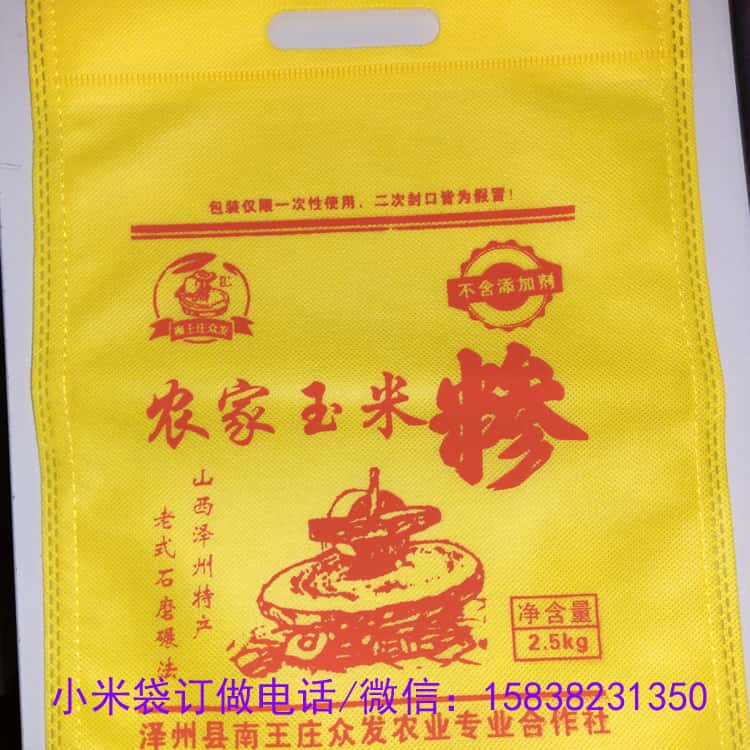 包装仅限一次性使用，二次封口皆为假冒！
南王庄众发
不含添加剂
农家玉米糁
山西泽州特产
老式石磨碾法
净含量
2.5kg
小米袋订做电话/微信：15838231350
泽州县南王庄众发农业专业合作社